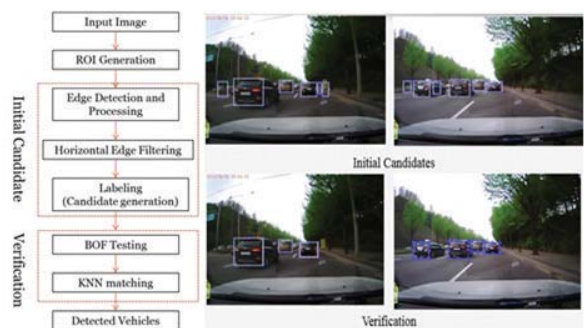 Input Image
ROI Generation
Edge Detection and
Processing
Horizontal Edge Filtering
Labeling
(Candidate generation)
BOF Testing
KNN matching
Detected Vehicles
Initial Candidate
Verification
Initial Candidates
Verification